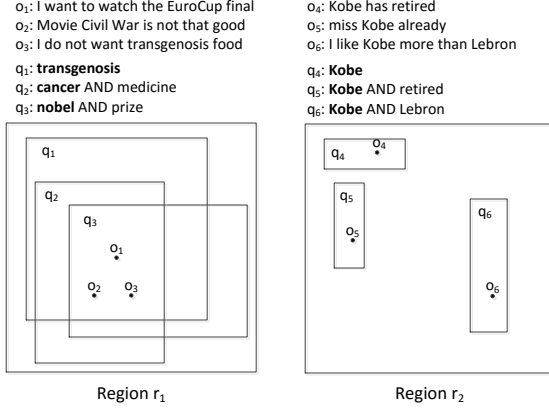 o₁: I want to watch the EuroCup final
o₂: Movie Civil War is not that good
o₃: I do not want transgenosis food
q₁: transgenosis
q₂: cancer AND medicine
q₃: nobel AND prize
q₁
q₂
q₃
o₁
o₂ o₃
Region r₁
o₄: Kobe has retired
o₅: miss Kobe already
o₆: I like Kobe more than Lebron
q₄: Kobe
q₅: Kobe AND retired
q₆: Kobe AND Lebron
q₄ o₄
q₅
q₆
o₅
o₆
Region r₂